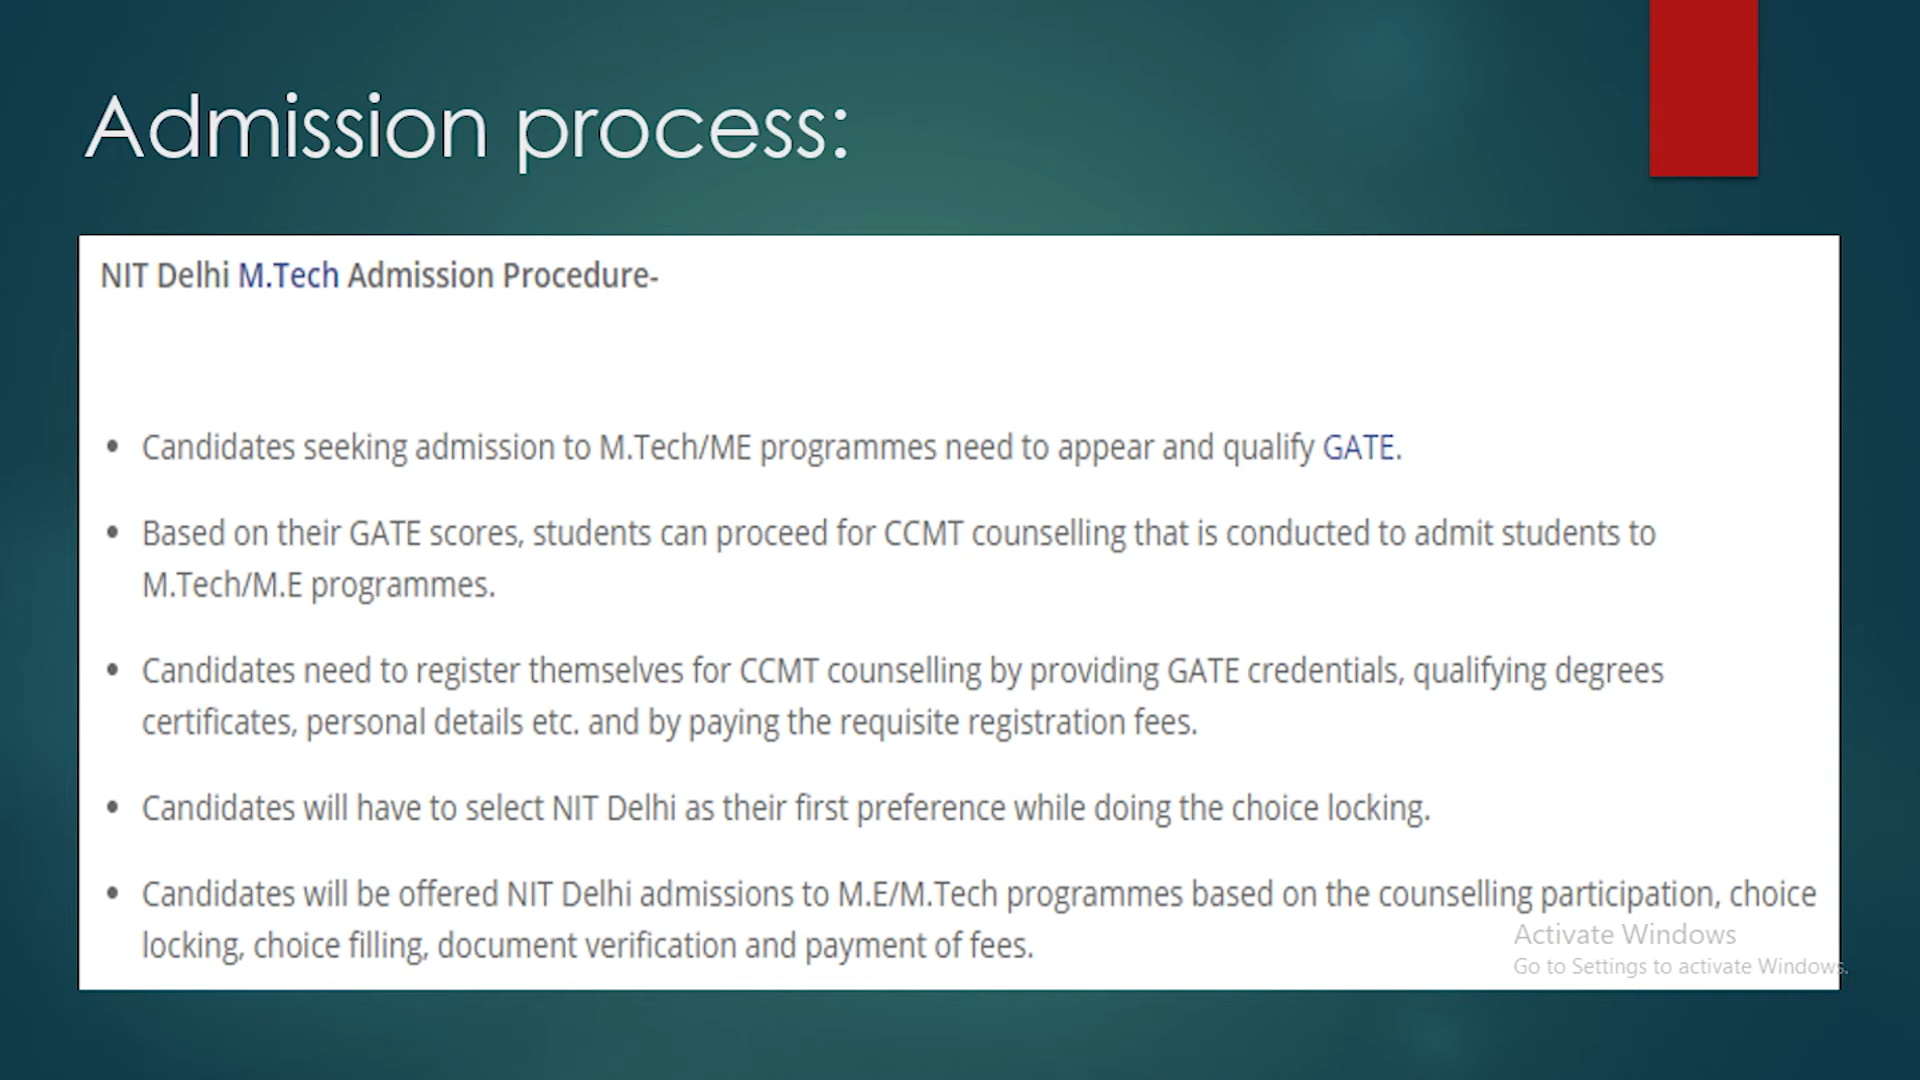 Admission process:
NIT Delhi M.Tech Admission Procedure-
• Candidates seeking admission to M.Tech/ME programmes need to appear and qualify GATE.
• Based on their GATE scores, students can proceed for CCMT counselling that is conducted to admit students to
M.Tech/M.E programmes.
• Candidates need to register themselves for CCMT counselling by providing GATE credentials, qualifying degrees
certificates, personal details etc. and by paying the requisite registration fees.
• Candidates will have to select NIT Delhi as their first preference while doing the choice locking.
• Candidates will be offered NIT Delhi admissions to M.E/M.Tech programmes based on the counselling participation, choice
locking, choice filling, document verification and payment of fees.
Activate Windows
Go to Settings to activate Windows.